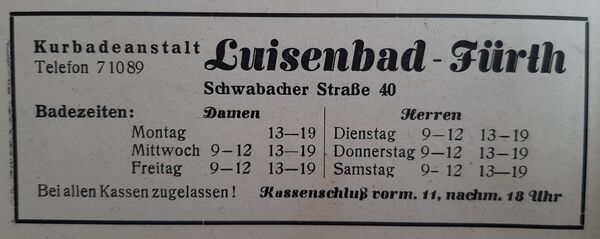 Kurbadeanstalt Luisenbad - Fürth
Telefon 71089
Schwabacher Straße 40
Badezeiten: Damen Herren
Montag 13—19 Dienstag 9—12 13—19
Mittwoch 9—12 13—19 Donnerstag 9—12 13—19
Freitag 9—12 13—19 Samstag 9—12 13—19
Bei allen Kassen zugelassen! Kassenschluß vorm. 11, nachm. 18 Uhr